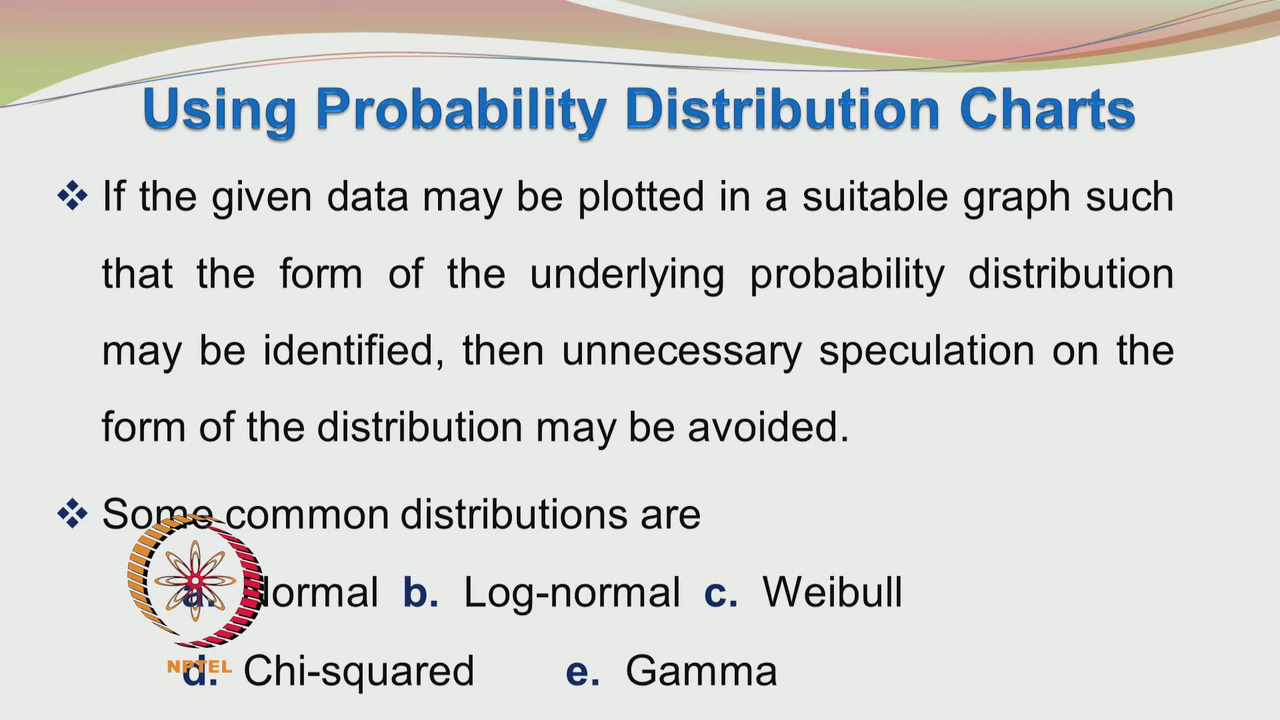 Using Probability Distribution Charts
❖ If the given data may be plotted in a suitable graph such
that the form of the underlying probability distribution
may be identified, then unnecessary speculation on the
form of the distribution may be avoided.
❖ Some common distributions are
a. Normal b. Log-normal c. Weibull
d. Chi-squared e. Gamma
NPTEL